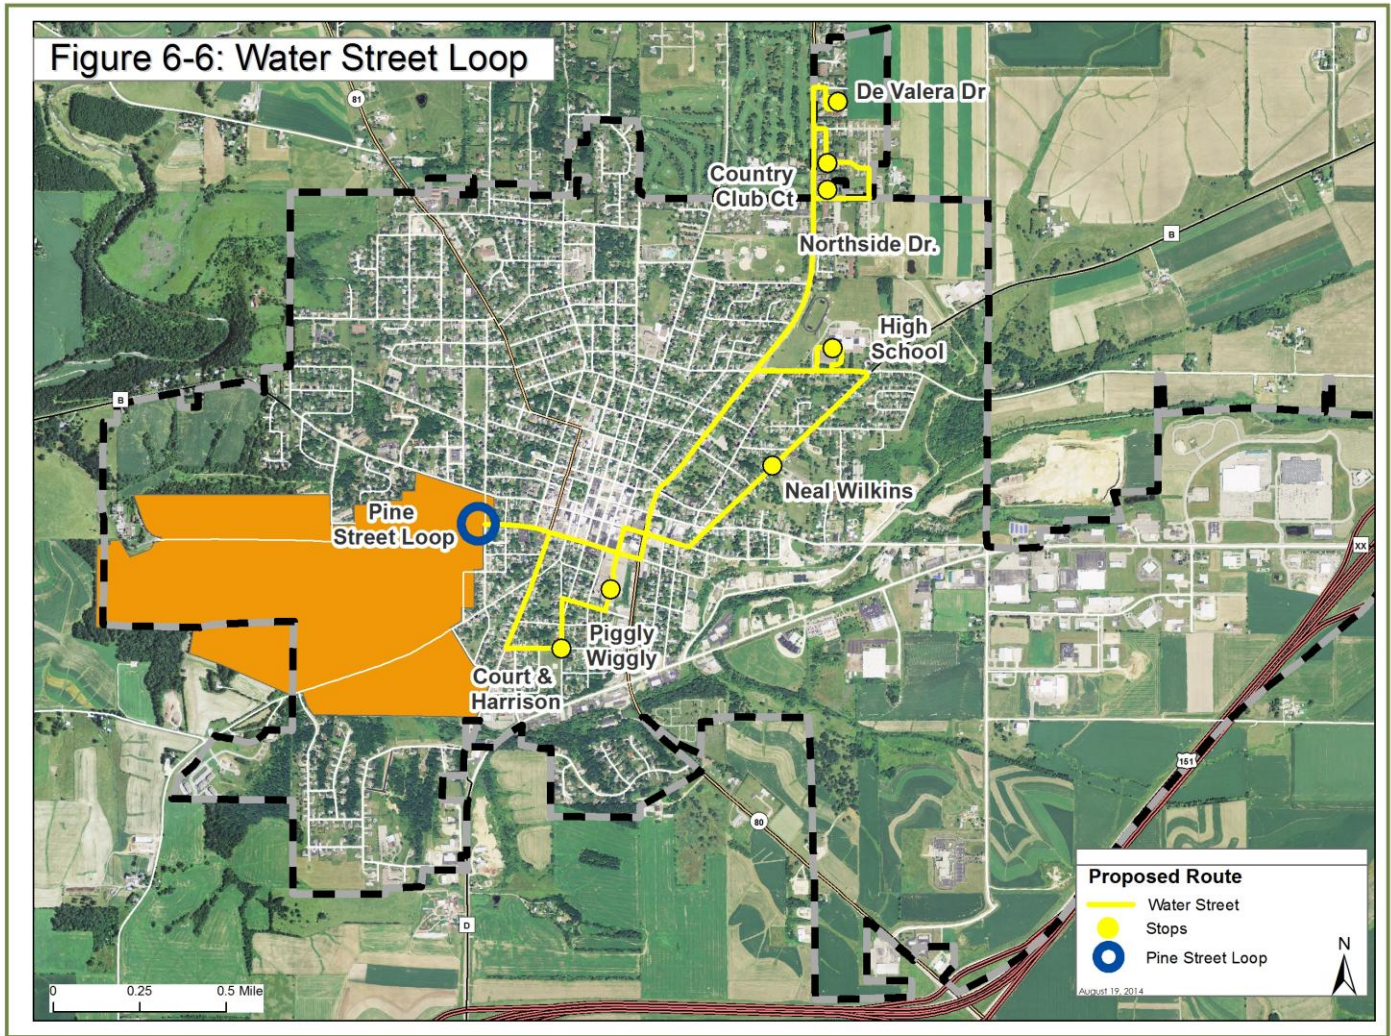 Figure 6-6: Water Street Loop
81
De Valera Dr
Country
Club Ct
B
Northside Dr.
High
School
B
Neal Wilkins
Pine
Street Loop
XX
Piggly
Wiggly
Court &
Harrison
151
80
D
Proposed Route
Water Street
Stops
Pine Street Loop
N
August 19, 2014
0 0.25 0.5 Mile